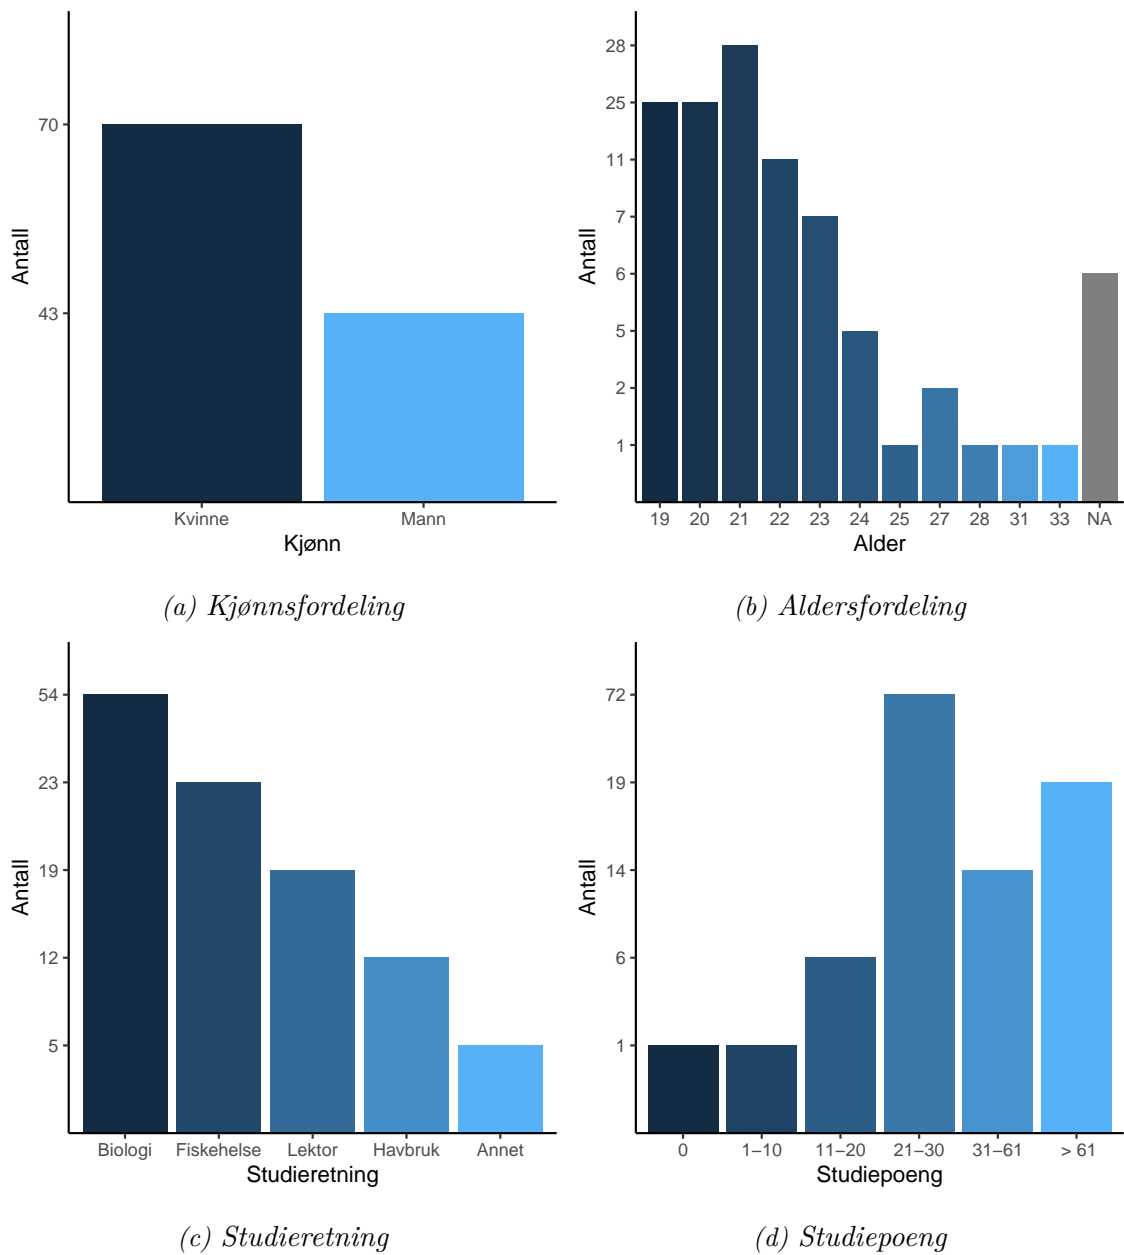 Antall
70
43
Kvinne Mann
Kjønn
(a) Kjønnsfordeling
Antall
28
25
11
7
6
5
2
1
19 20 21 22 23 24 25 27 28 31 33 NA
Alder
(b) Aldersfordeling
Antall
54
23
19
12
5
Biologi Fiskehelse Lektor Havbruk Annet
Studieretning
(c) Studieretning
Antall
72
19
14
6
1
0 1–10 11–20 21–30 31–61 > 61
Studiepoeng
(d) Studiepoeng